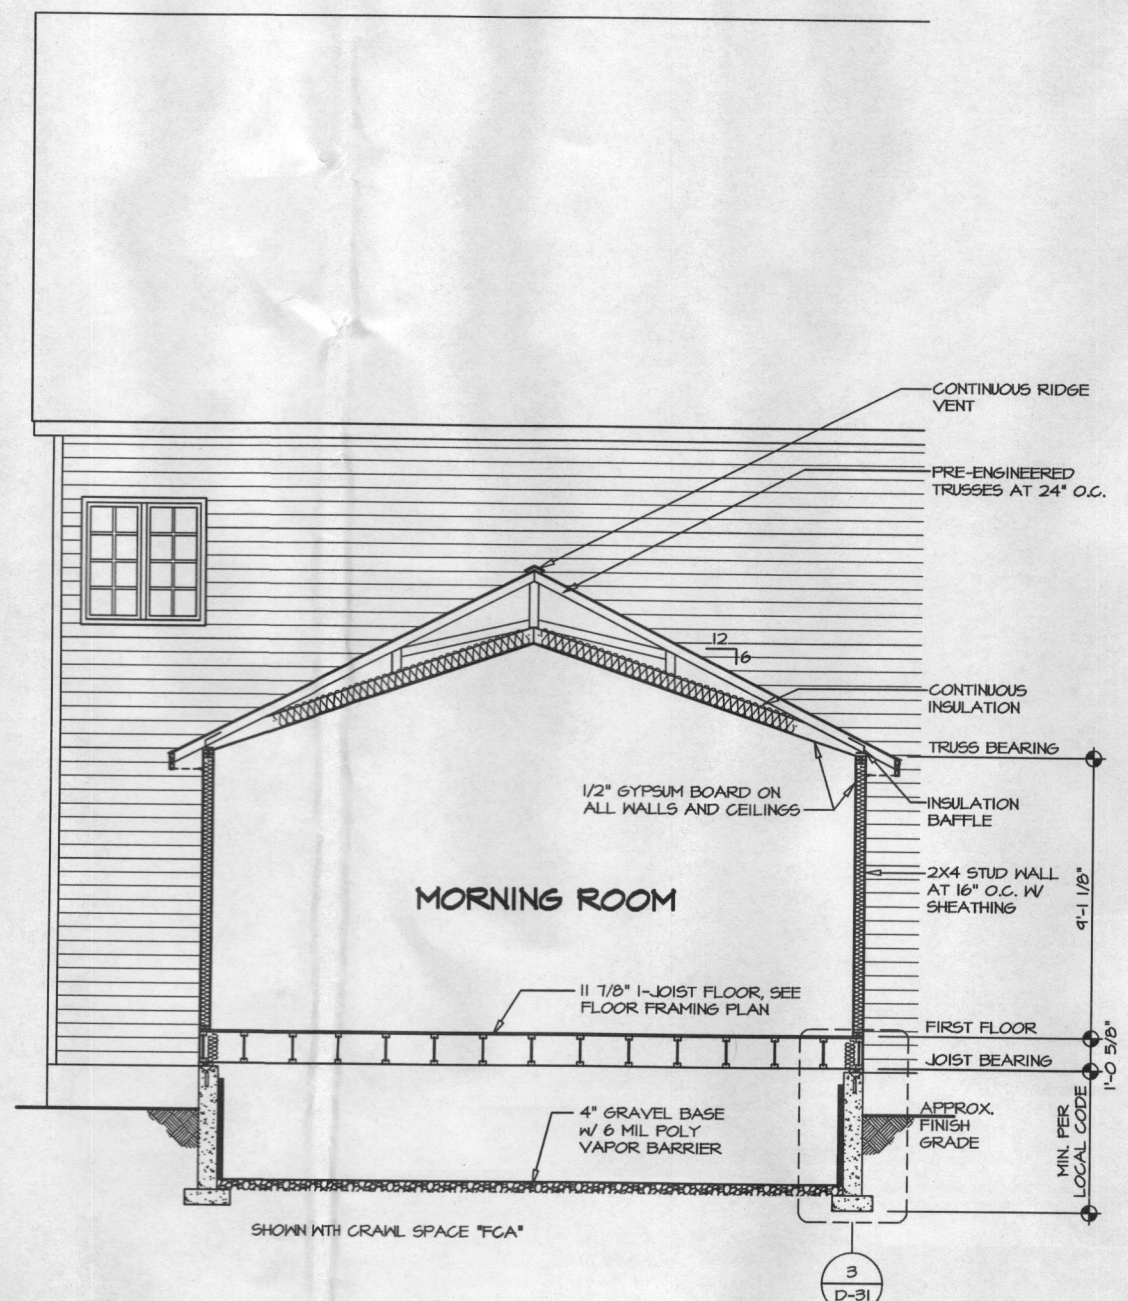 CONTINUOUS RIDGE
VENT
PRE-ENGINEERED
TRUSSES AT 24" O.C.
12
6
CONTINUOUS
INSULATION
TRUSS BEARING
1/2" GYPSUM BOARD ON
ALL WALLS AND CEILINGS
INSULATION
BAFFLE
2X4 STUD WALL
AT 16" O.C. W/
SHEATHING
9'-1 1/8"
MORNING ROOM
11 7/8" I-JOIST FLOOR, SEE
FLOOR FRAMING PLAN
FIRST FLOOR
JOIST BEARING
1'-0 5/8"
4" GRAVEL BASE
W/ 6 MIL POLY
VAPOR BARRIER
APPROX.
FINISH
GRADE
MIN. PER
LOCAL CODE
SHOWN WTH CRAWL SPACE "FCA"
3
D-31